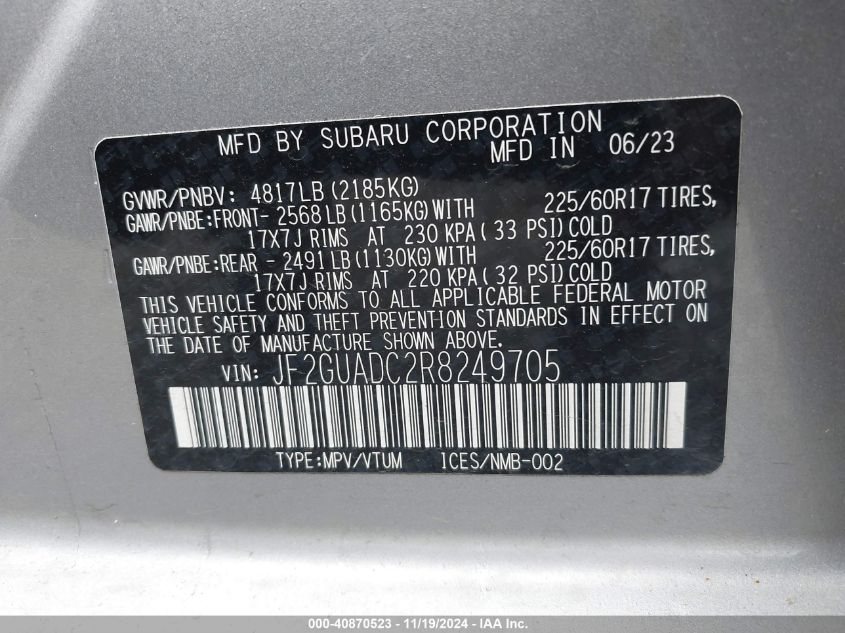 MFD BY SUBARU CORPORATION
MFD IN 06/23
GVWR/PNBV: 4817LB (2185KG)
GAWR/PNBE:FRONT- 2568 LB (1165KG) WITH 225/60R17 TIRES,
17X7J RIMS AT 230 KPA ( 33 PSI) COLD
GAWR/PNBE:REAR - 2491 LB (1130KG) WITH 225/60R17 TIRES,
17X7J RIMS AT 220 KPA ( 32 PSI) COLD
THIS VEHICLE CONFORMS TO ALL APPLICABLE FEDERAL MOTOR
VEHICLE SAFETY AND THEFT PREVENTION STANDARDS IN EFFECT ON
THE DATE OF MANUFACTURE SHOWN ABOVE.
VIN: JF2GUADC2R8249705
TYPE:MPV/VTUM ICES/NMB-002
000-40870523 - 11/19/2024 - IAA Inc.